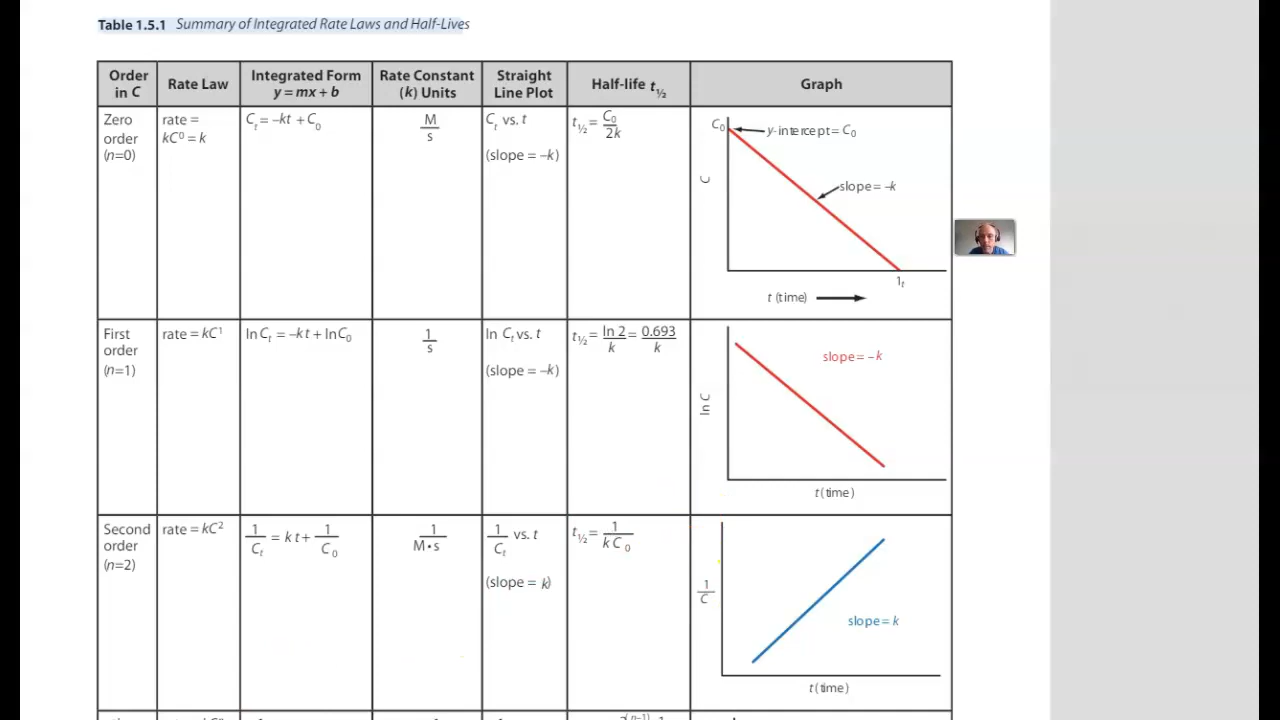 Table 1.5.1 Summary of Integrated Rate Laws and Half-Lives
Order in C | Rate Law | Integrated Form y = mx + b | Rate Constant (k) Units | Straight Line Plot | Half-life t½ | Graph
Zero order (n=0) | rate = kC⁰ = k | Cₜ = –kt + C₀ | M/s | Cₜ vs. t (slope = –k) | t½ = C₀/2k
C₀
y-intercept = C₀
C
slope = –k
1ₜ
t (time)
First order (n=1) | rate = kC¹ | ln Cₜ = –kt + lnC₀ | 1/s | ln Cₜ vs. t (slope = –k) | t½ = ln 2/k = 0.693/k
slope = –k
ln C
t (time)
Second order (n=2) | rate = kC² | 1/Cₜ = kt + 1/C₀ | 1/M•s | 1/Cₜ vs. t (slope = k) | t½ = 1/kC₀
1/C
slope = k
t (time)